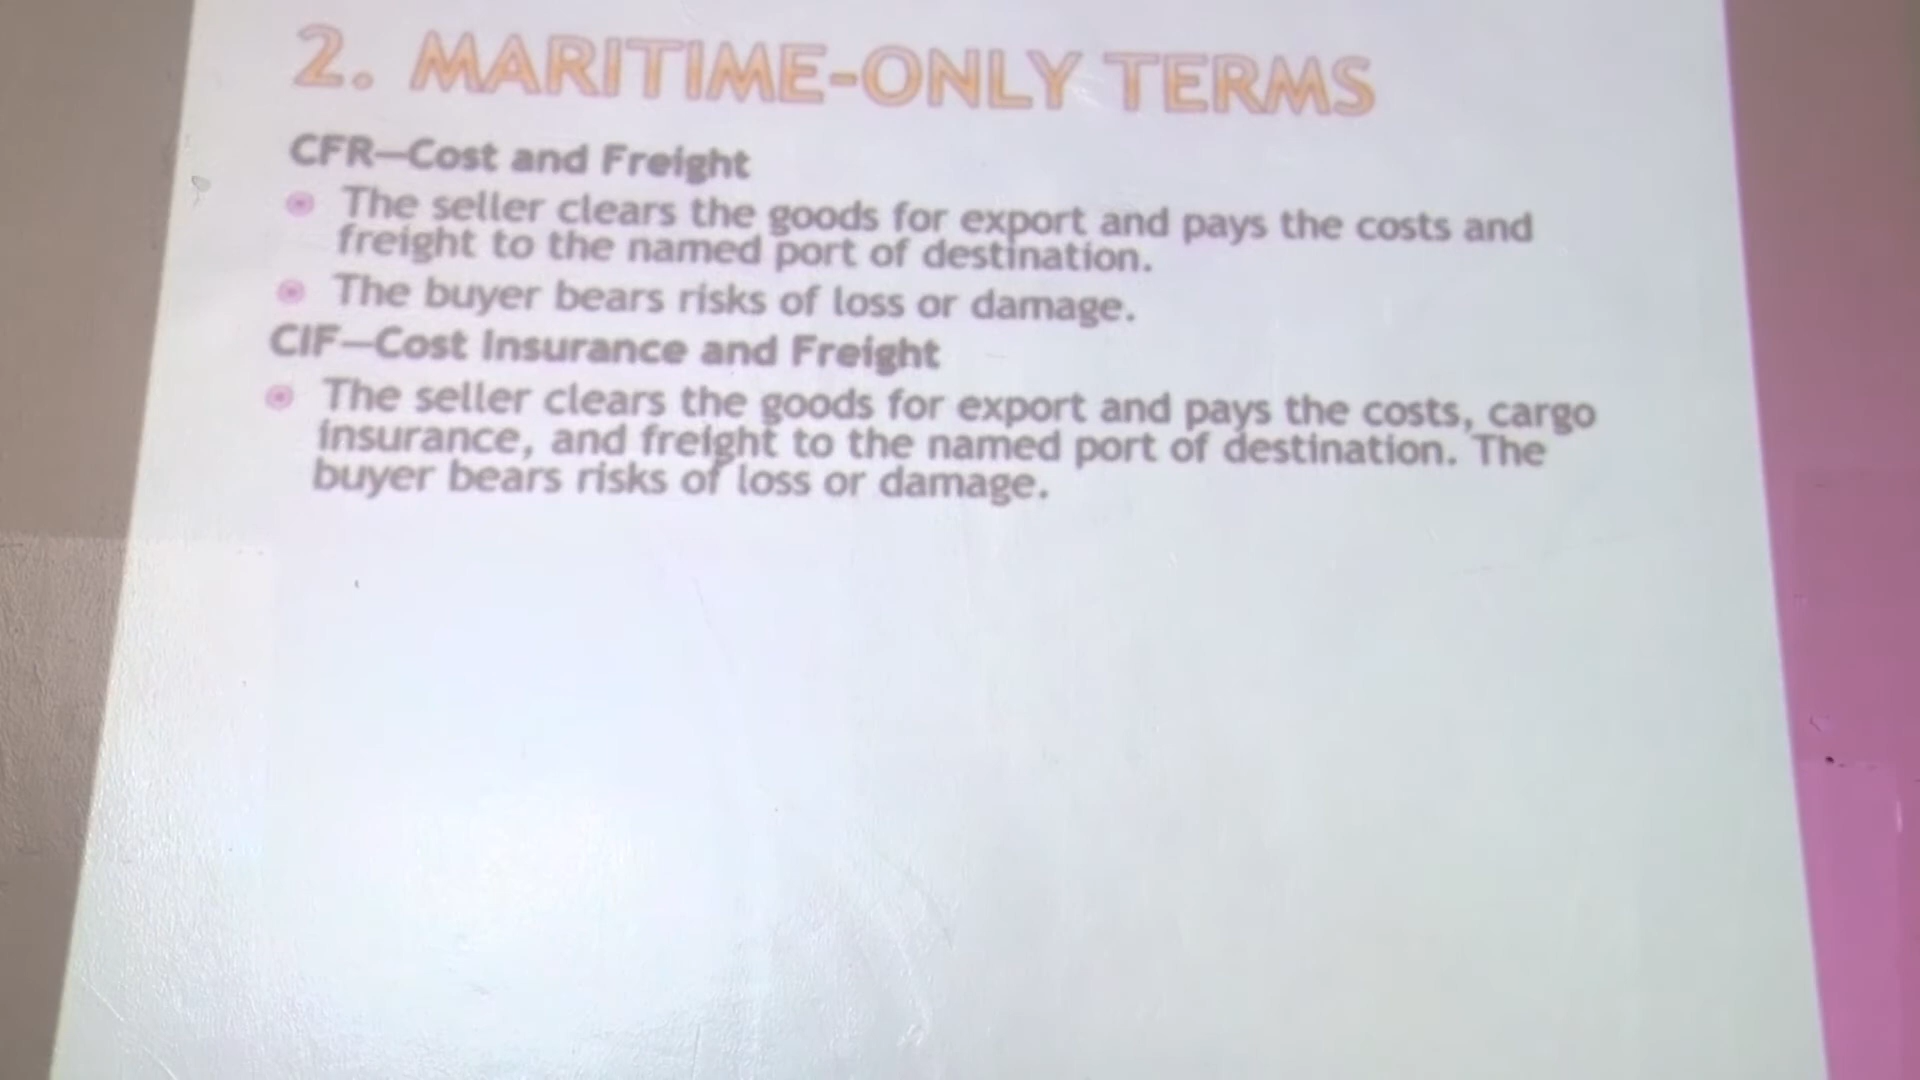 2. MARITIME-ONLY TERMS
CFR—Cost and Freight
The seller clears the goods for export and pays the costs and
freight to the named port of destination.
The buyer bears risks of loss or damage.
CIF—Cost Insurance and Freight
The seller clears the goods for export and pays the costs, cargo
insurance, and freight to the named port of destination. The
buyer bears risks of loss or damage.